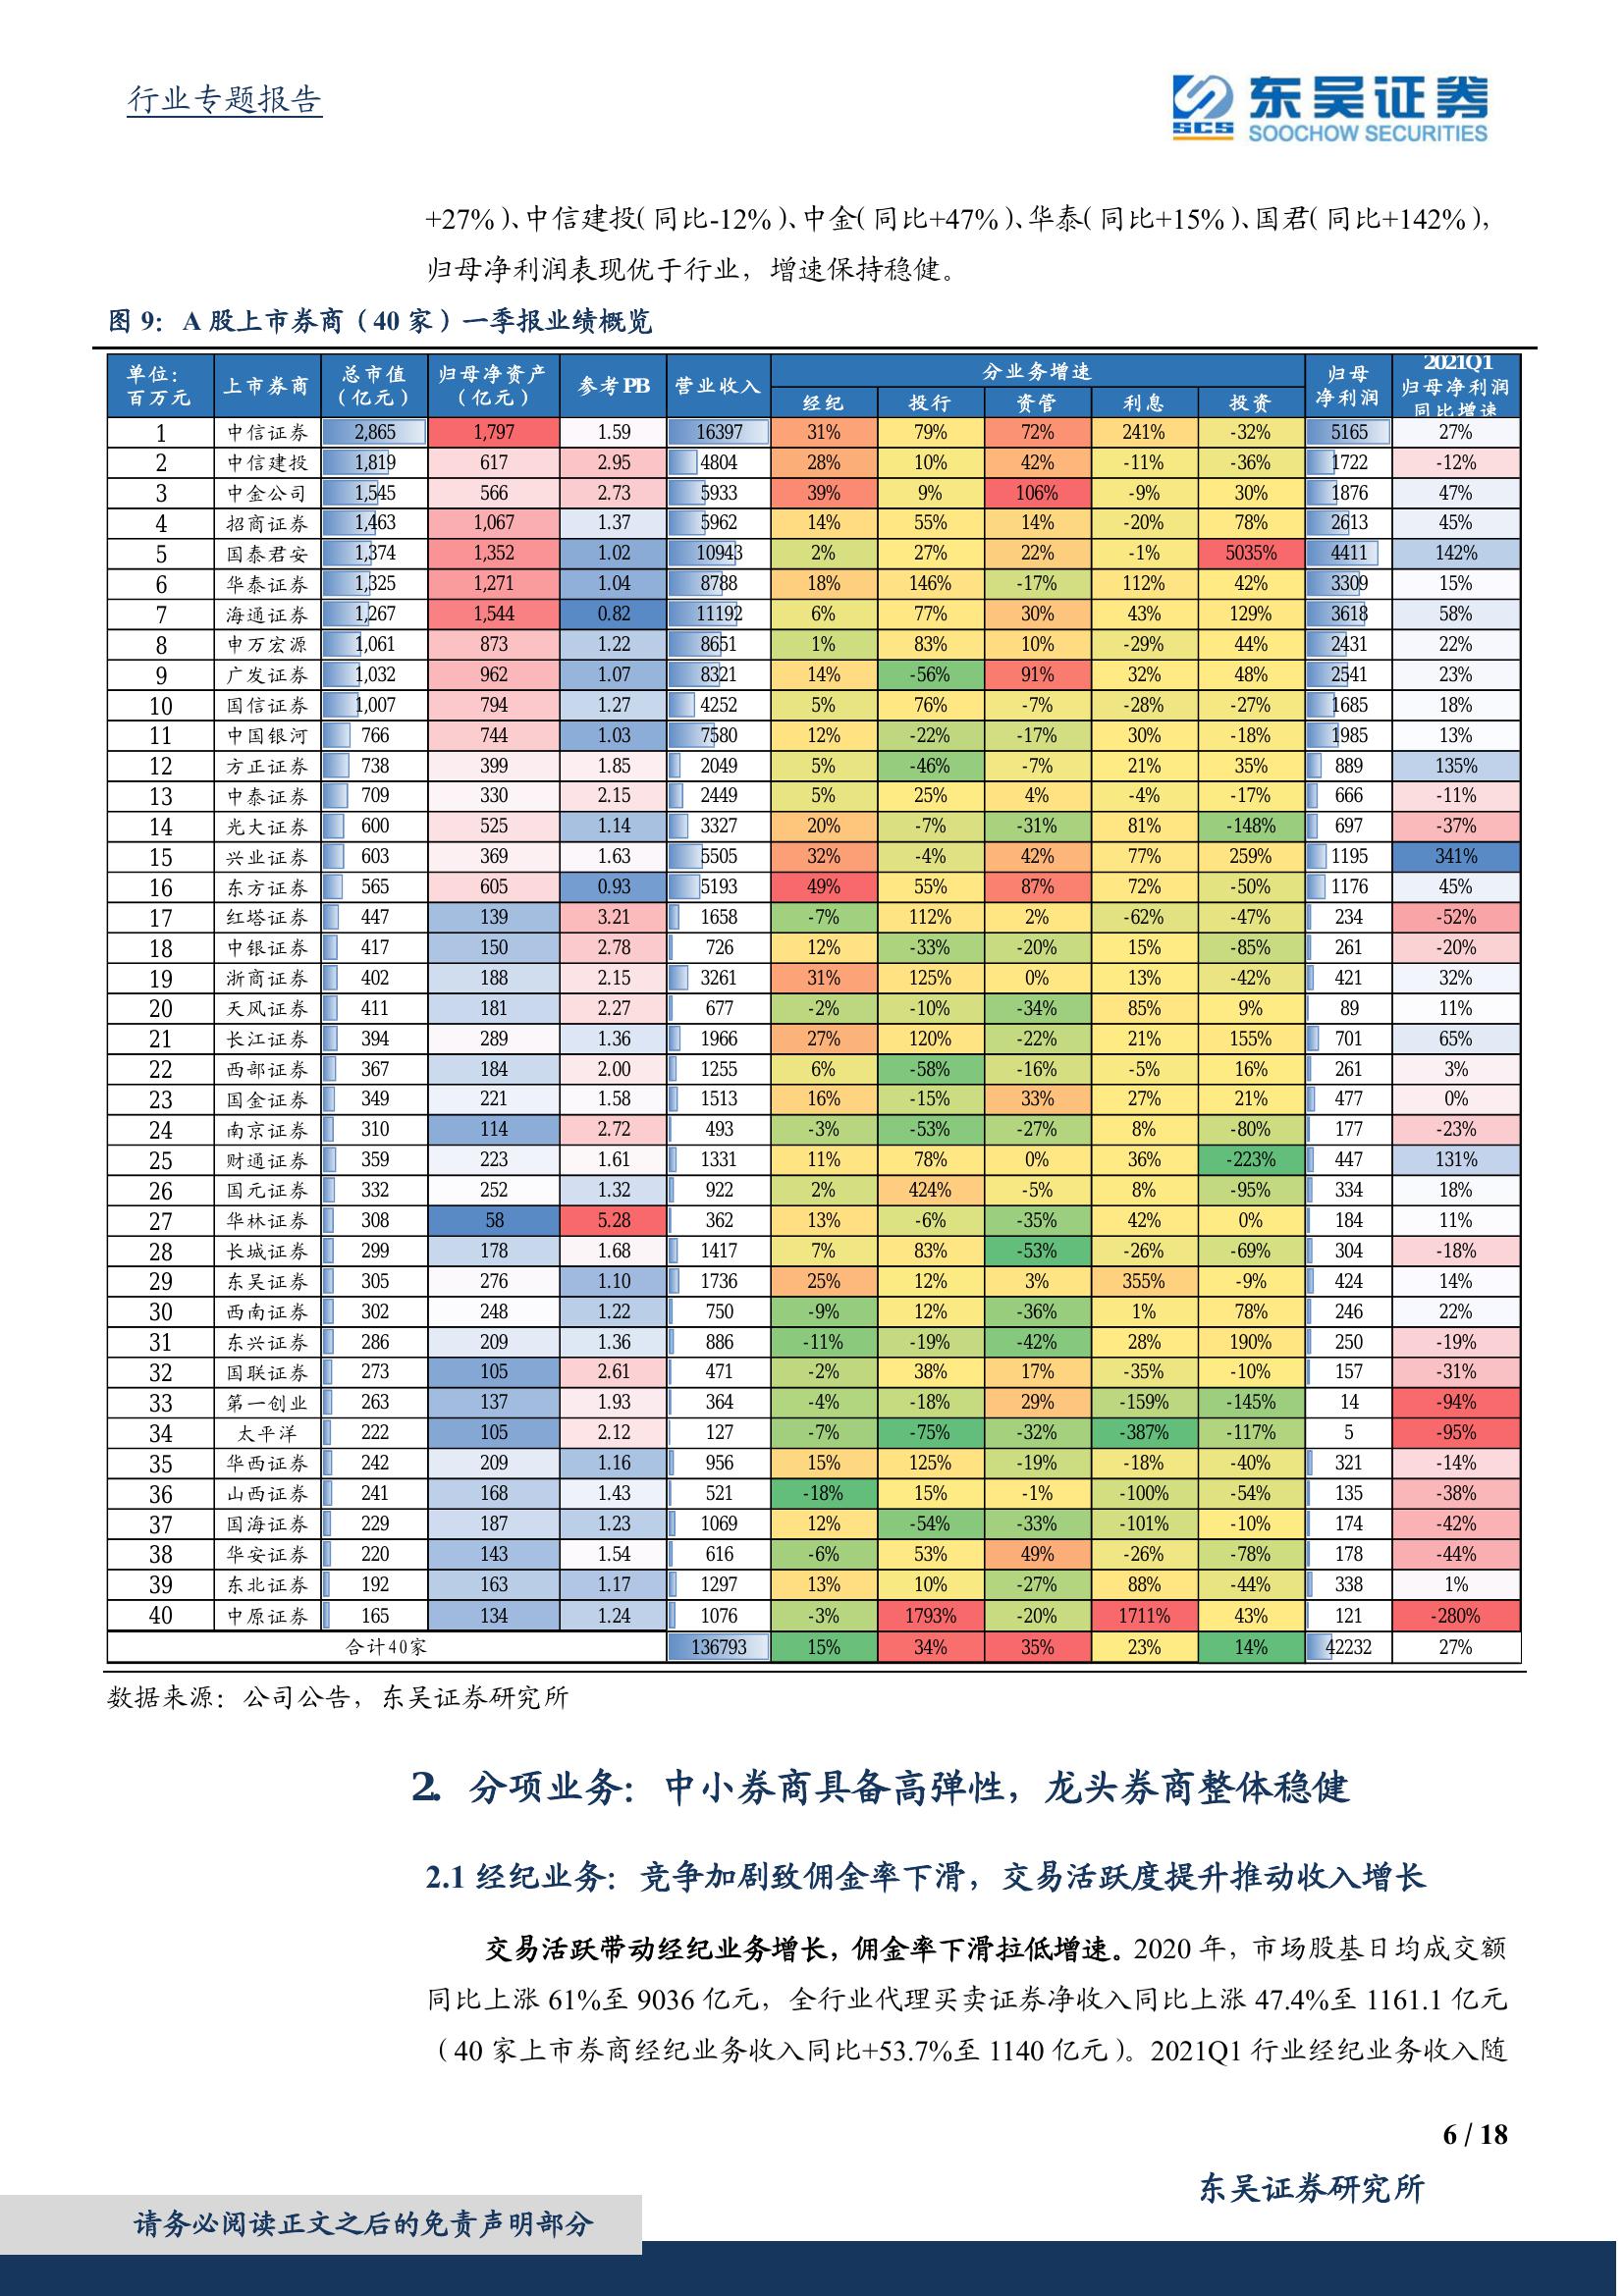 行业专题报告
东吴证券
SCS
SOOCHOW SECURITIES
+27%）、中信建投（同比-12%）、中金（同比+47%）、华泰（同比+15%）、国君（同比+142%），
归母净利润表现优于行业，增速保持稳健。
图 9：A 股上市券商（40 家）一季报业绩概览
单位：百万元 上市券商 总市值（亿元） 归母净资产（亿元） 参考PB 营业收入 分业务增速 归母净利润 2021Q1归母净利润同比增速
经纪 投行 资管 利息 投资
1 中信证券 2,865 1,797 1.59 16397 31% 79% 72% 241% -32% 5165 27%
2 中信建投 1,819 617 2.95 4804 28% 10% 42% -11% -36% 1722 -12%
3 中金公司 1,545 566 2.73 5933 39% 9% 106% -9% 30% 1876 47%
4 招商证券 1,463 1,067 1.37 5962 14% 55% 14% -20% 78% 2613 45%
5 国泰君安 1,374 1,352 1.02 10943 2% 27% 22% -1% 5035% 4411 142%
6 华泰证券 1,325 1,271 1.04 8788 18% 146% -17% 112% 42% 3309 15%
7 海通证券 1,267 1,544 0.82 11192 6% 77% 30% 43% 129% 3618 58%
8 申万宏源 1,061 873 1.22 8651 1% 83% 10% -29% 44% 2431 22%
9 广发证券 1,032 962 1.07 8321 14% -56% 91% 32% 48% 2541 23%
10 国信证券 1,007 794 1.27 4252 5% 76% -7% -28% -27% 1685 18%
11 中国银河 766 744 1.03 7580 12% -22% -17% 30% -18% 1985 13%
12 方正证券 738 399 1.85 2049 5% -46% -7% 21% 35% 889 135%
13 中泰证券 709 330 2.15 2449 5% 25% 4% -4% -17% 666 -11%
14 光大证券 600 525 1.14 3327 20% -7% -31% 81% -148% 697 -37%
15 兴业证券 603 369 1.63 5505 32% -4% 42% 77% 259% 1195 341%
16 东方证券 565 605 0.93 5193 49% 55% 87% 72% -50% 1176 45%
17 红塔证券 447 139 3.21 1658 -7% 112% 2% -62% -47% 234 -52%
18 中银证券 417 150 2.78 726 12% -33% -20% 15% -85% 261 -20%
19 浙商证券 402 188 2.15 3261 31% 125% 0% 13% -42% 421 32%
20 天风证券 411 181 2.27 677 -2% -10% -34% 85% 9% 89 11%
21 长江证券 394 289 1.36 1966 27% 120% -22% 21% 155% 701 65%
22 西部证券 367 184 2.00 1255 6% -58% -16% -5% 16% 261 3%
23 国金证券 349 221 1.58 1513 16% -15% 33% 27% 21% 477 0%
24 南京证券 310 114 2.72 493 -3% -53% -27% 8% -80% 177 -23%
25 财通证券 359 223 1.61 1331 11% 78% 0% 36% -223% 447 131%
26 国元证券 332 252 1.32 922 2% 424% -5% 8% -95% 334 18%
27 华林证券 308 58 5.28 362 13% -6% -35% 42% 0% 184 11%
28 长城证券 299 178 1.68 1417 7% 83% -53% -26% -69% 304 -18%
29 东吴证券 305 276 1.10 1736 25% 12% 3% 355% -9% 424 14%
30 西南证券 302 248 1.22 750 -9% 12% -36% 1% 78% 246 22%
31 东兴证券 286 209 1.36 886 -11% -19% -42% 28% 190% 250 -19%
32 国联证券 273 105 2.61 471 -2% 38% 17% -35% -10% 157 -31%
33 第一创业 263 137 1.93 364 -4% -18% 29% -159% -145% 14 -94%
34 太平洋 222 105 2.12 127 -7% -75% -32% -387% -117% 5 -95%
35 华西证券 242 209 1.16 956 15% 125% -19% -18% -40% 321 -14%
36 山西证券 241 168 1.43 521 -18% 15% -1% -100% -54% 135 -38%
37 国海证券 229 187 1.23 1069 12% -54% -33% -101% -10% 174 -42%
38 华安证券 220 143 1.54 616 -6% 53% 49% -26% -78% 178 -44%
39 东北证券 192 163 1.17 1297 13% 10% -27% 88% -44% 338 1%
40 中原证券 165 134 1.24 1076 -3% 1793% -20% 1711% 43% 121 -280%
合计40家 136793 15% 34% 35% 23% 14% 42232 27%
数据来源：公司公告，东吴证券研究所
2. 分项业务：中小券商具备高弹性，龙头券商整体稳健
2.1 经纪业务：竞争加剧致佣金率下滑，交易活跃度提升推动收入增长
交易活跃带动经纪业务增长，佣金率下滑拉低增速。2020 年，市场股基日均成交额
同比上涨 61%至 9036 亿元，全行业代理买卖证券净收入同比上涨 47.4%至 1161.1 亿元
（40 家上市券商经纪业务收入同比+53.7%至 1140 亿元）。2021Q1 行业经纪业务收入随
6 / 18
东吴证券研究所
请务必阅读正文之后的免责声明部分